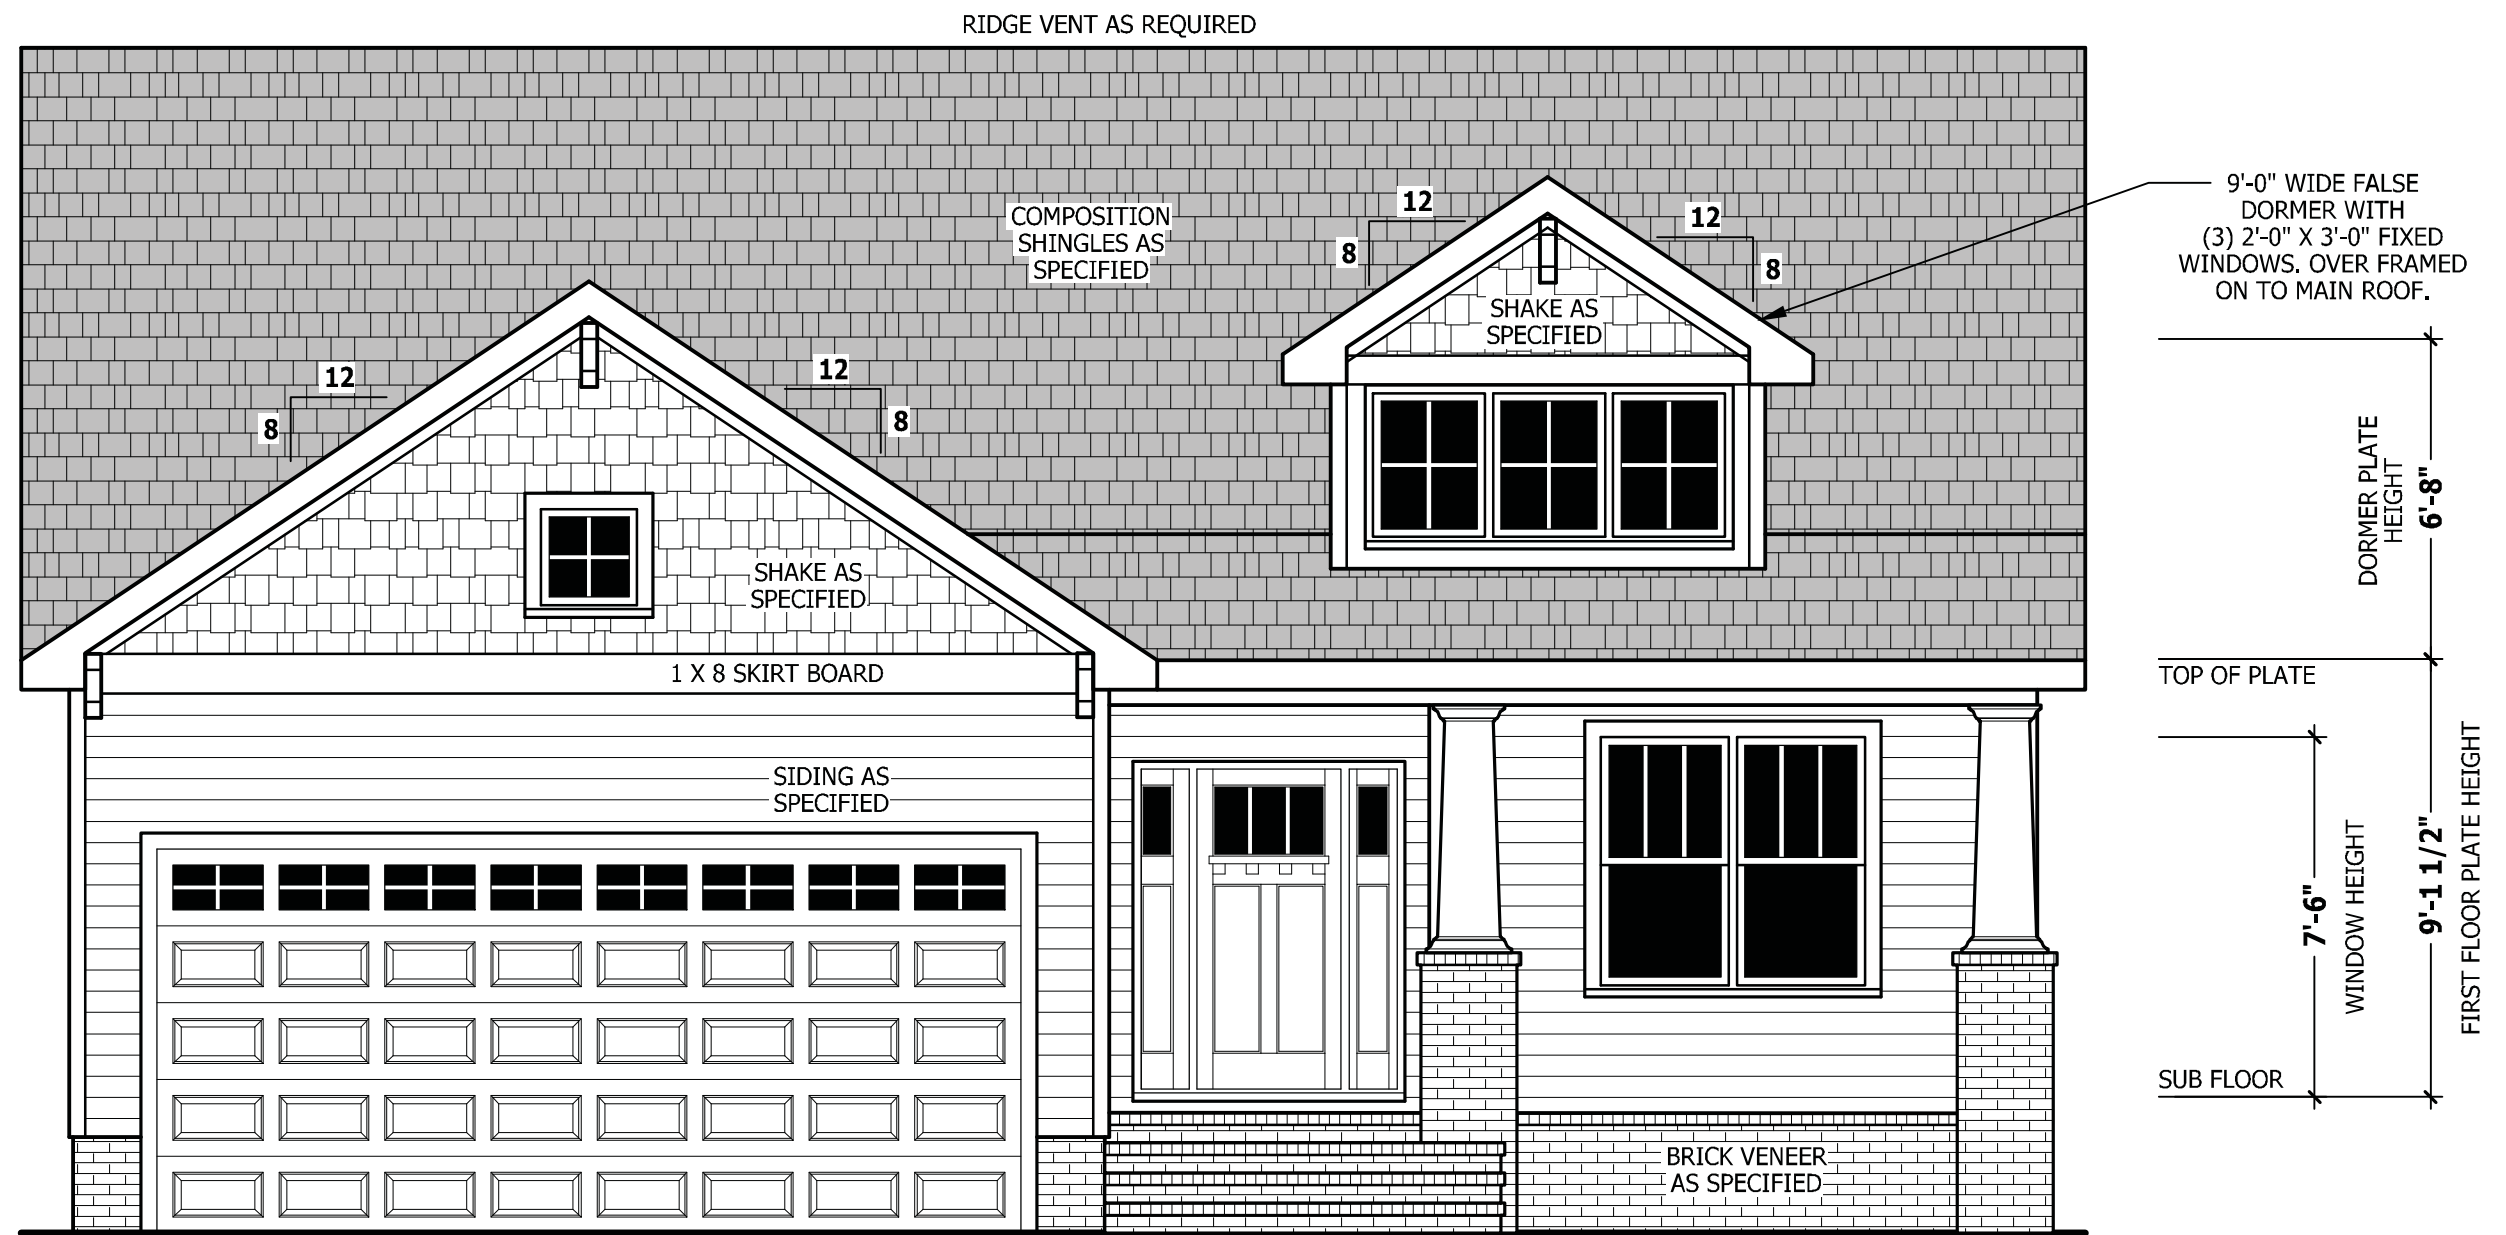 RIDGE VENT AS REQUIRED
9'-0" WIDE FALSE
DORMER WITH
(3) 2'-0" X 3'-0" FIXED
WINDOWS. OVER FRAMED
ON TO MAIN ROOF.
COMPOSITION
SHINGLES AS
SPECIFIED
12
8
12
8
SHAKE AS
SPECIFIED
12
8
12
8
SHAKE AS
SPECIFIED
1 X 8 SKIRT BOARD
SIDING AS
SPECIFIED
BRICK VENEER
AS SPECIFIED
DORMER PLATE
HEIGHT
6'-8"
TOP OF PLATE
7'-6"
WINDOW HEIGHT
9'-1 1/2"
FIRST FLOOR PLATE HEIGHT
SUB FLOOR